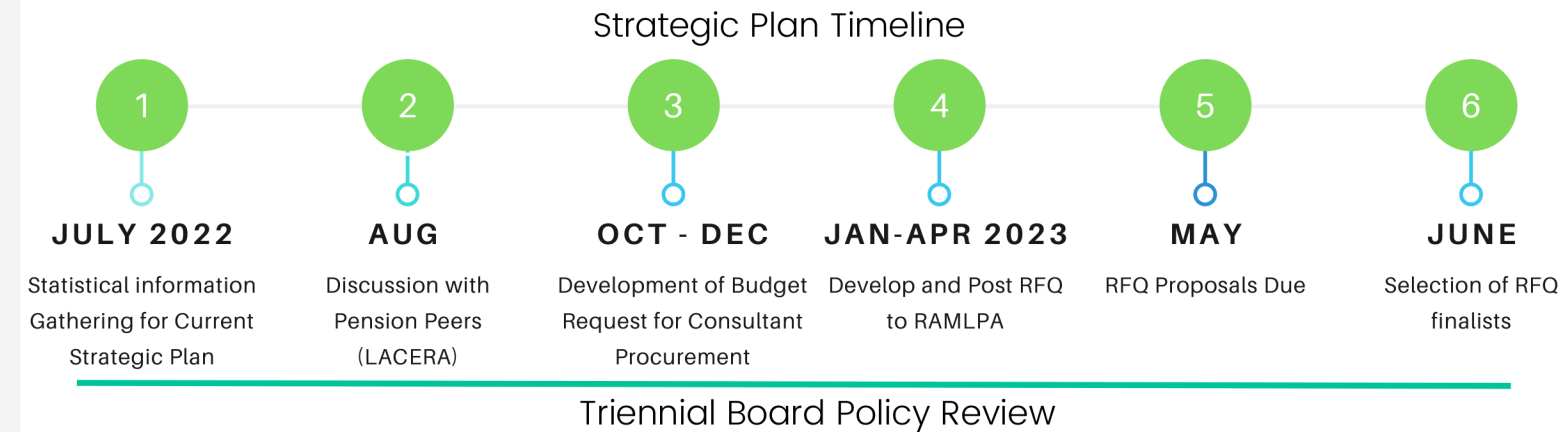 Strategic Plan Timeline
1
2
3
4
5
6
JULY 2022
Statistical information
Gathering for Current
Strategic Plan
AUG
Discussion with
Pension Peers
(LACERA)
OCT - DEC
Development of Budget
Request for Consultant
Procurement
JAN-APR 2023
Develop and Post RFQ
to RAMLPA
MAY
RFQ Proposals Due
JUNE
Selection of RFQ
finalists
Triennial Board Policy Review